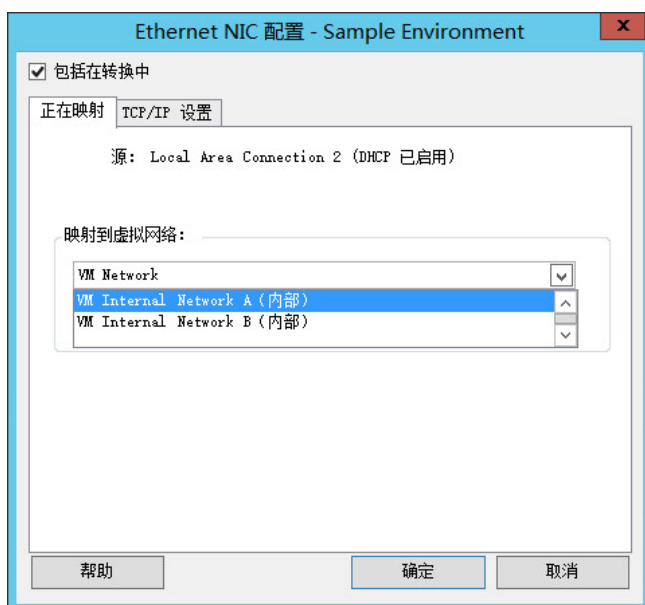 Ethernet NIC 配置 - Sample Environment
x
包括在转换中
正在映射 TCP/IP 设置
源: Local Area Connection 2 (DHCP 已启用)
映射到虚拟网络:
VM Network
VM Internal Network A (内部)
VM Internal Network B (内部)
帮助 确定 取消